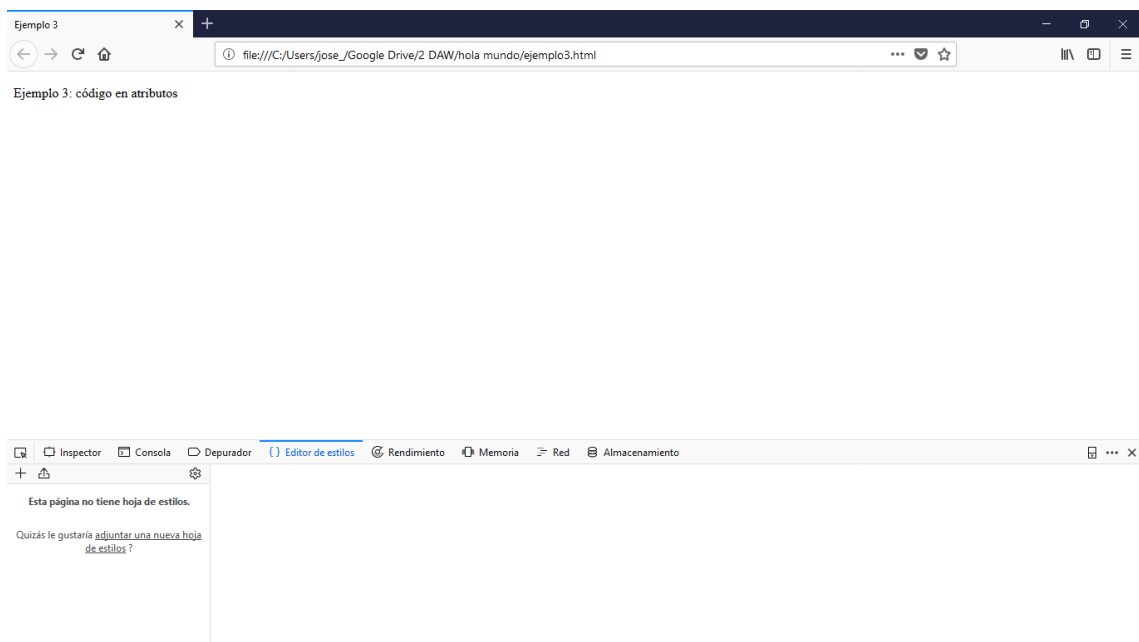 Ejemplo 3
file:///C:/Users/jose_/Google Drive/2 DAW/hola mundo/ejemplo3.html
Ejemplo 3: código en atributos
Inspector Consola Depurador { } Editor de estilos Rendimiento Memoria Red Almacenamiento
Esta página no tiene hoja de estilos.
Quizás le gustaría adjuntar una nueva hoja
de estilos ?